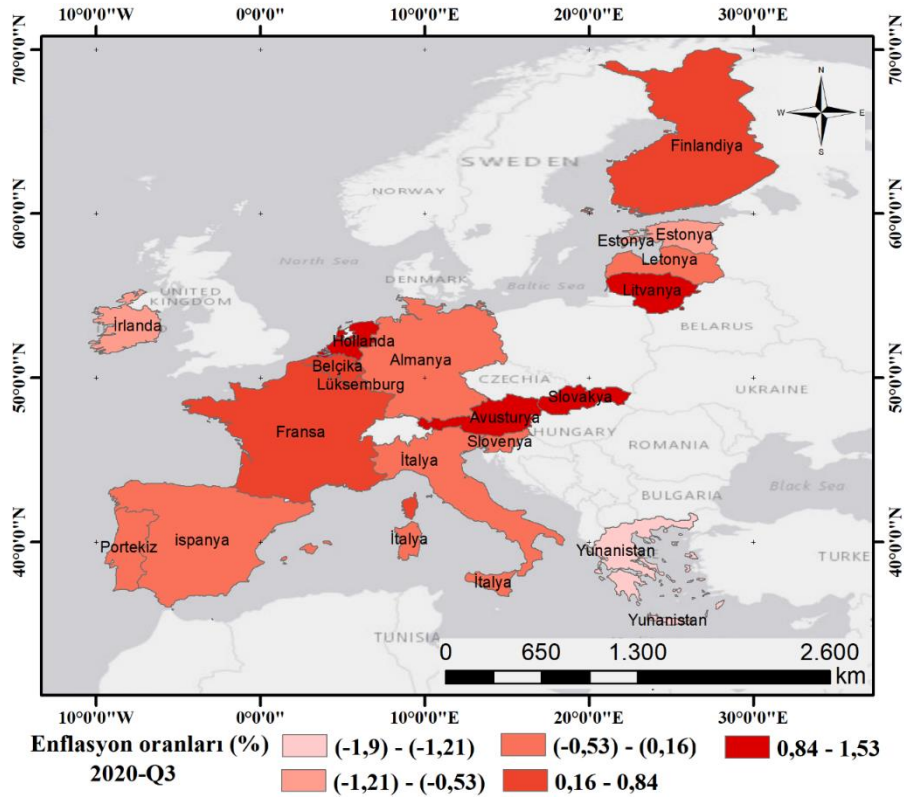 10°0'0"W 0°0'0" 10°0'0"E 20°0'0"E 30°0'0"E
70°0'0"N 70°0'0"N
N
W E
S
Finlandiya
SWEDEN
NORWAY
60°0'0"N 60°0'0"N
Estonya
Estonya
North Sea
Letonya
DENMARK
Baltic Sea
UNITED
KINGDOM
Litvanya
İrlanda
BELARUS
Hollanda
Almanya
Belçika
Lüksemburg
CZECHIA
50°0'0"N 50°0'0"N
UKRAINE
Slovakya
Avusturya
Fransa
HUNGARY
Slovenya
ROMANIA
İtalya
Black Sea
BULGARIA
40°0'0"N 40°0'0"N
Portekiz
ispanya
İtalya
Yunanistan
TURKE
İtalya
Yunanistan
TUNISIA
0 650 1.300 2.600
km
10°0'0"W 0°0'0" 10°0'0"E 20°0'0"E 30°0'0"E
Enflasyon oranları (%) (-1,9) - (-1,21) (-0,53) - (0,16) 0,84 - 1,53
2020-Q3 (-1,21) - (-0,53) 0,16 - 0,84